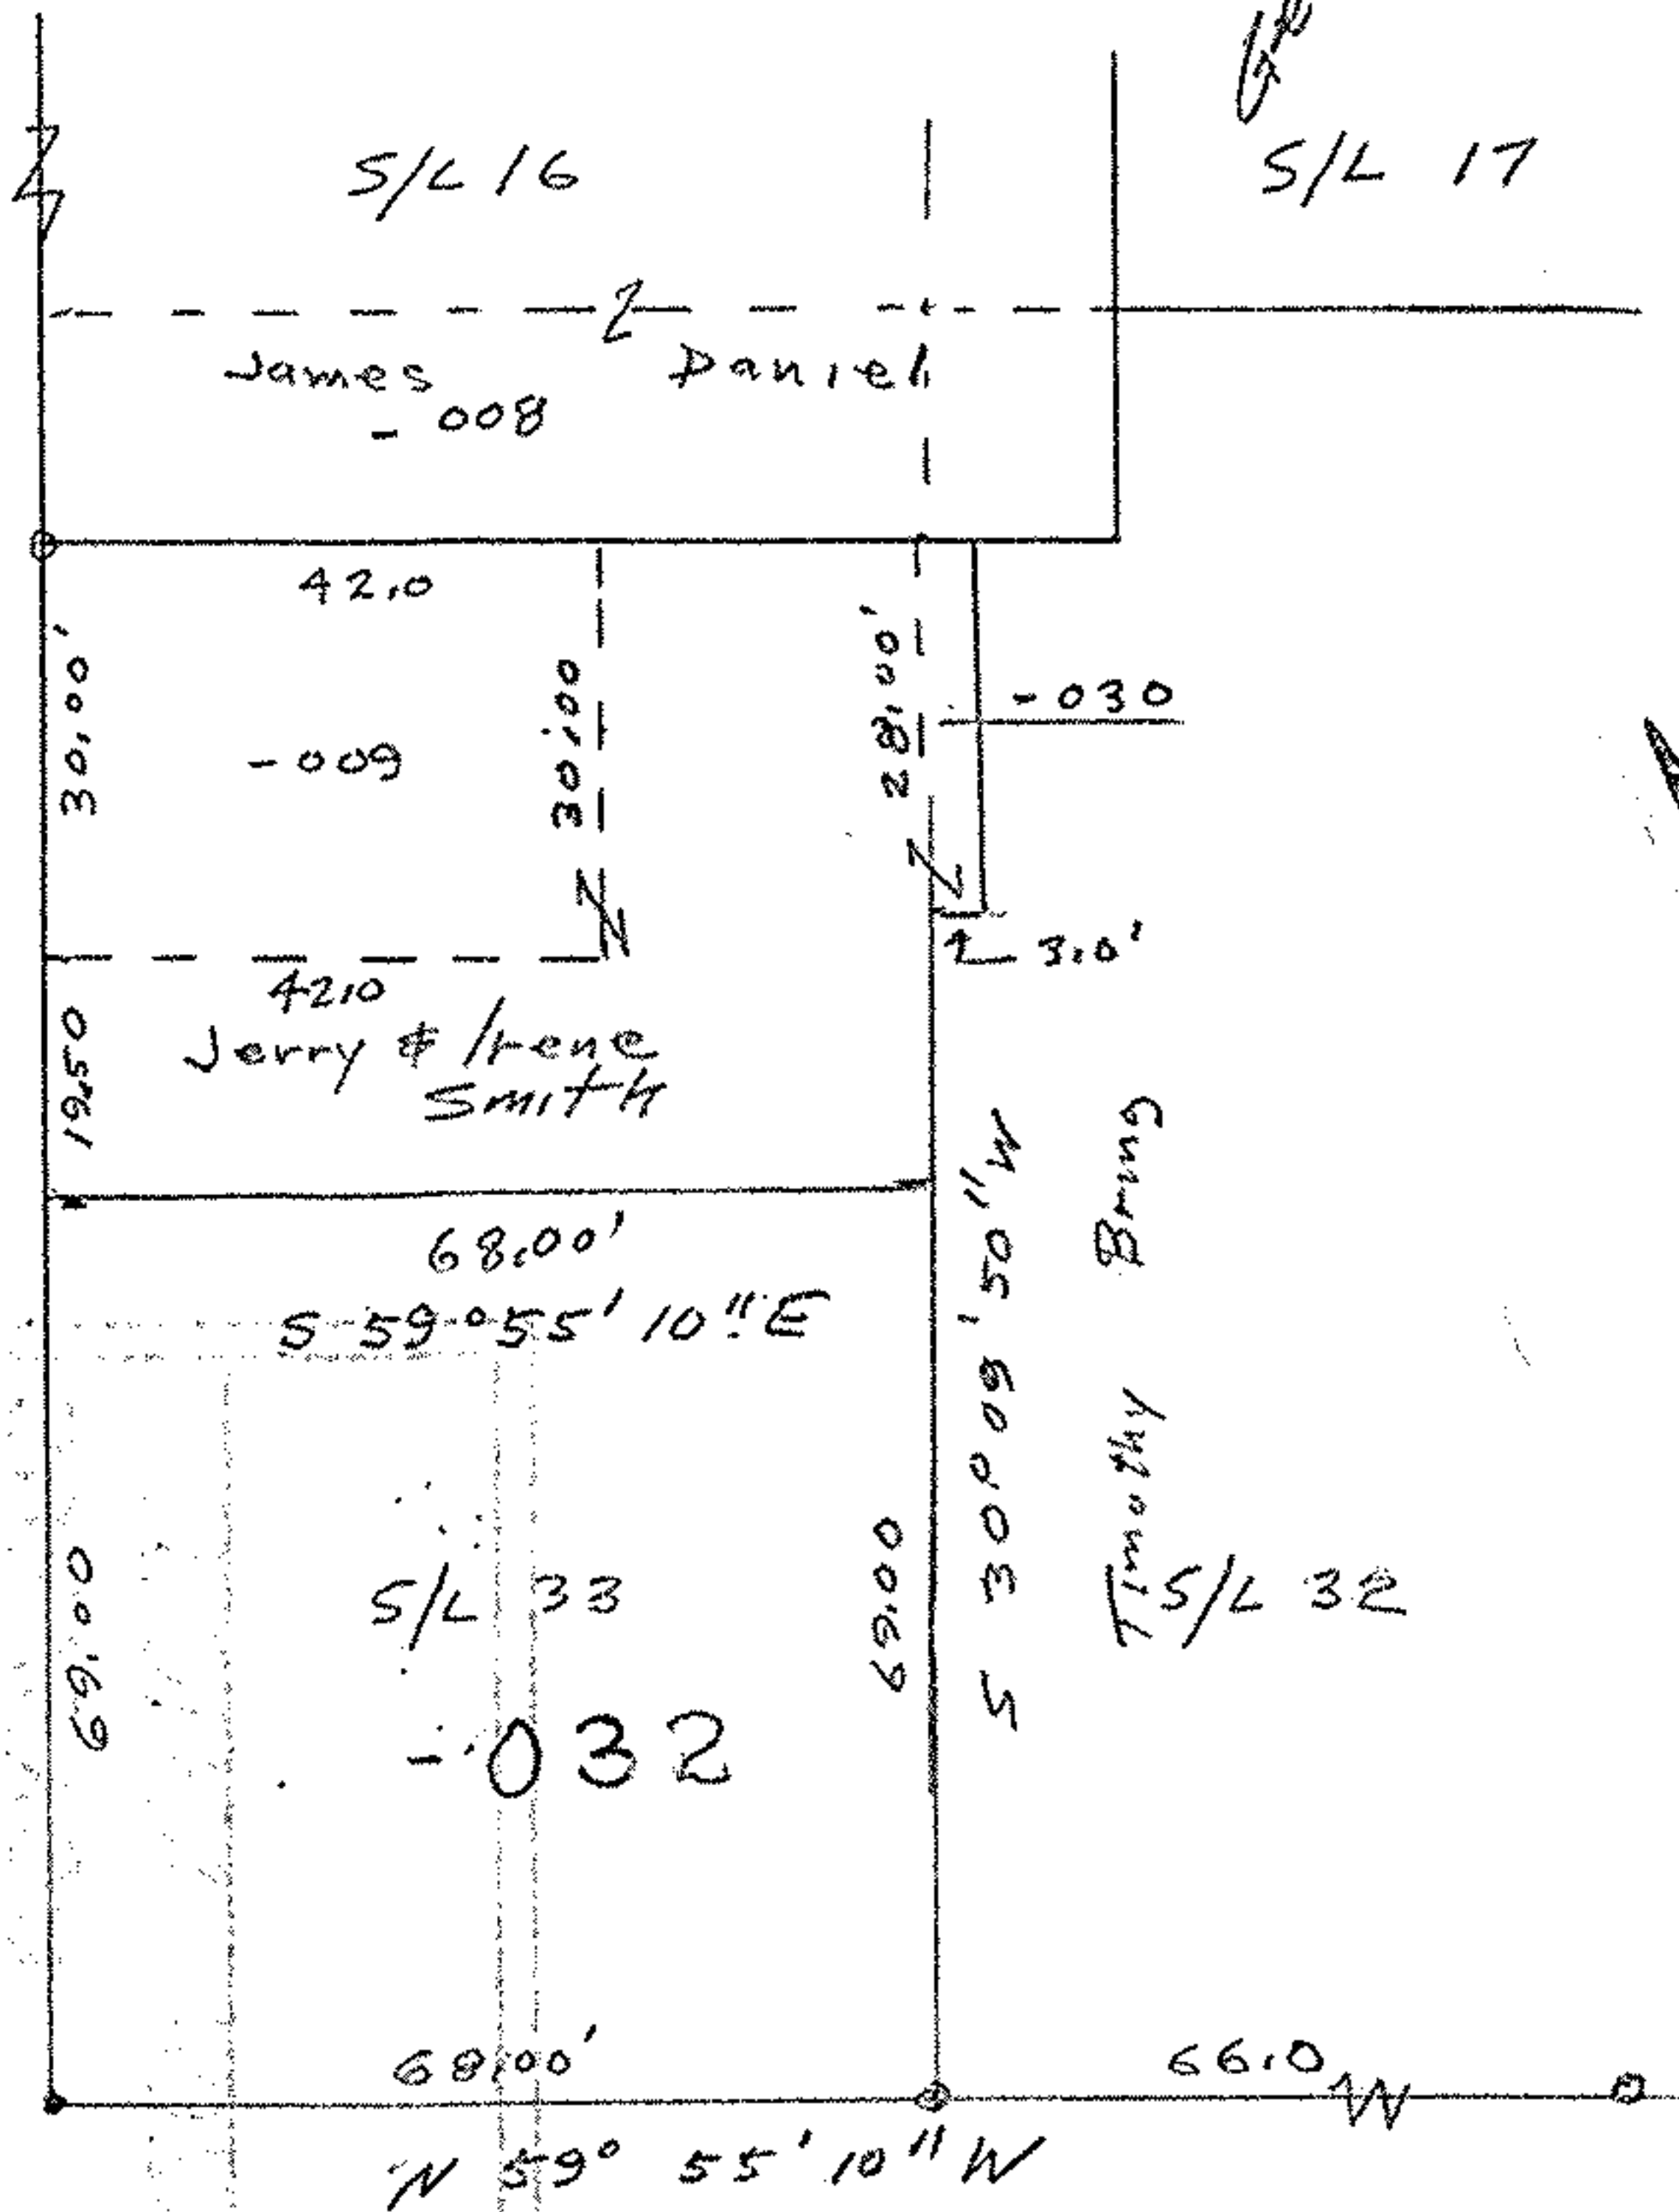 S/L 16
S/L 17
James Daniel
- 008
42.0
30.00'
30.00
28.00'
- 030
- 009
3.0'
42.0
19.50
Jerry & Irene
Smith
68.00'
S 59° 55' 10" E
S 30° 09' 50" W
Timothy Bring
69.00
69.00
S/L 33
S/L 32
- 032
68.00'
66.0
N 59° 55' 10" W